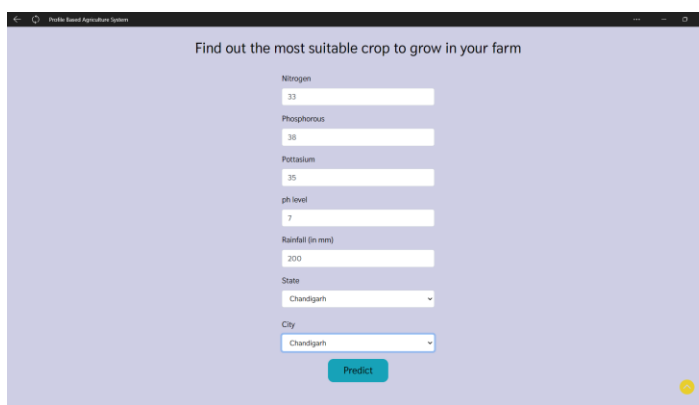 Profile Based Agriculture System
Find out the most suitable crop to grow in your farm
Nitrogen
33
Phosphorous
38
Pottasium
35
ph level
7
Rainfall (in mm)
200
State
Chandigarh
City
Chandigarh
Predict